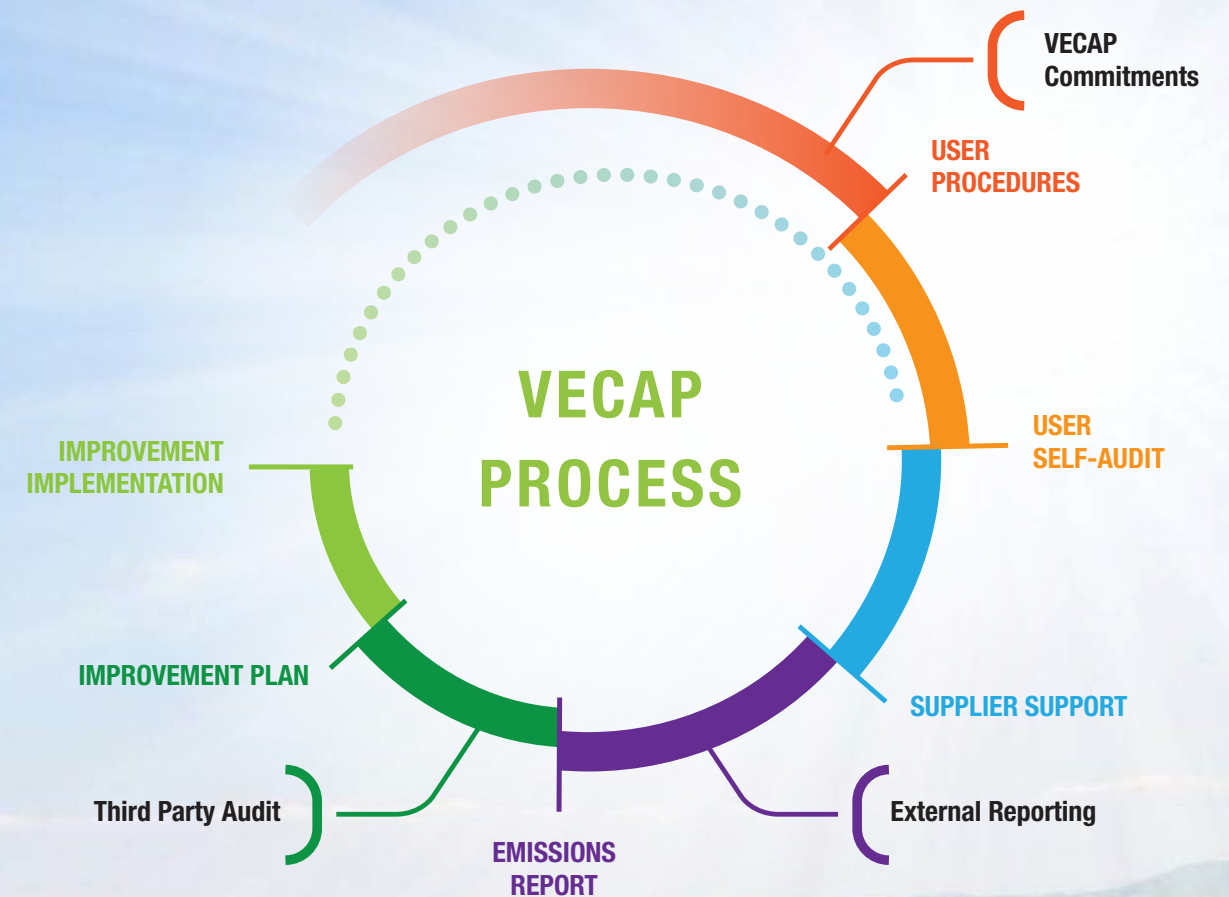 VECAP
Commitments
USER
PROCEDURES
VECAP
PROCESS
USER
SELF-AUDIT
IMPROVEMENT
IMPLEMENTATION
IMPROVEMENT PLAN
SUPPLIER SUPPORT
Third Party Audit
External Reporting
EMISSIONS
REPORT